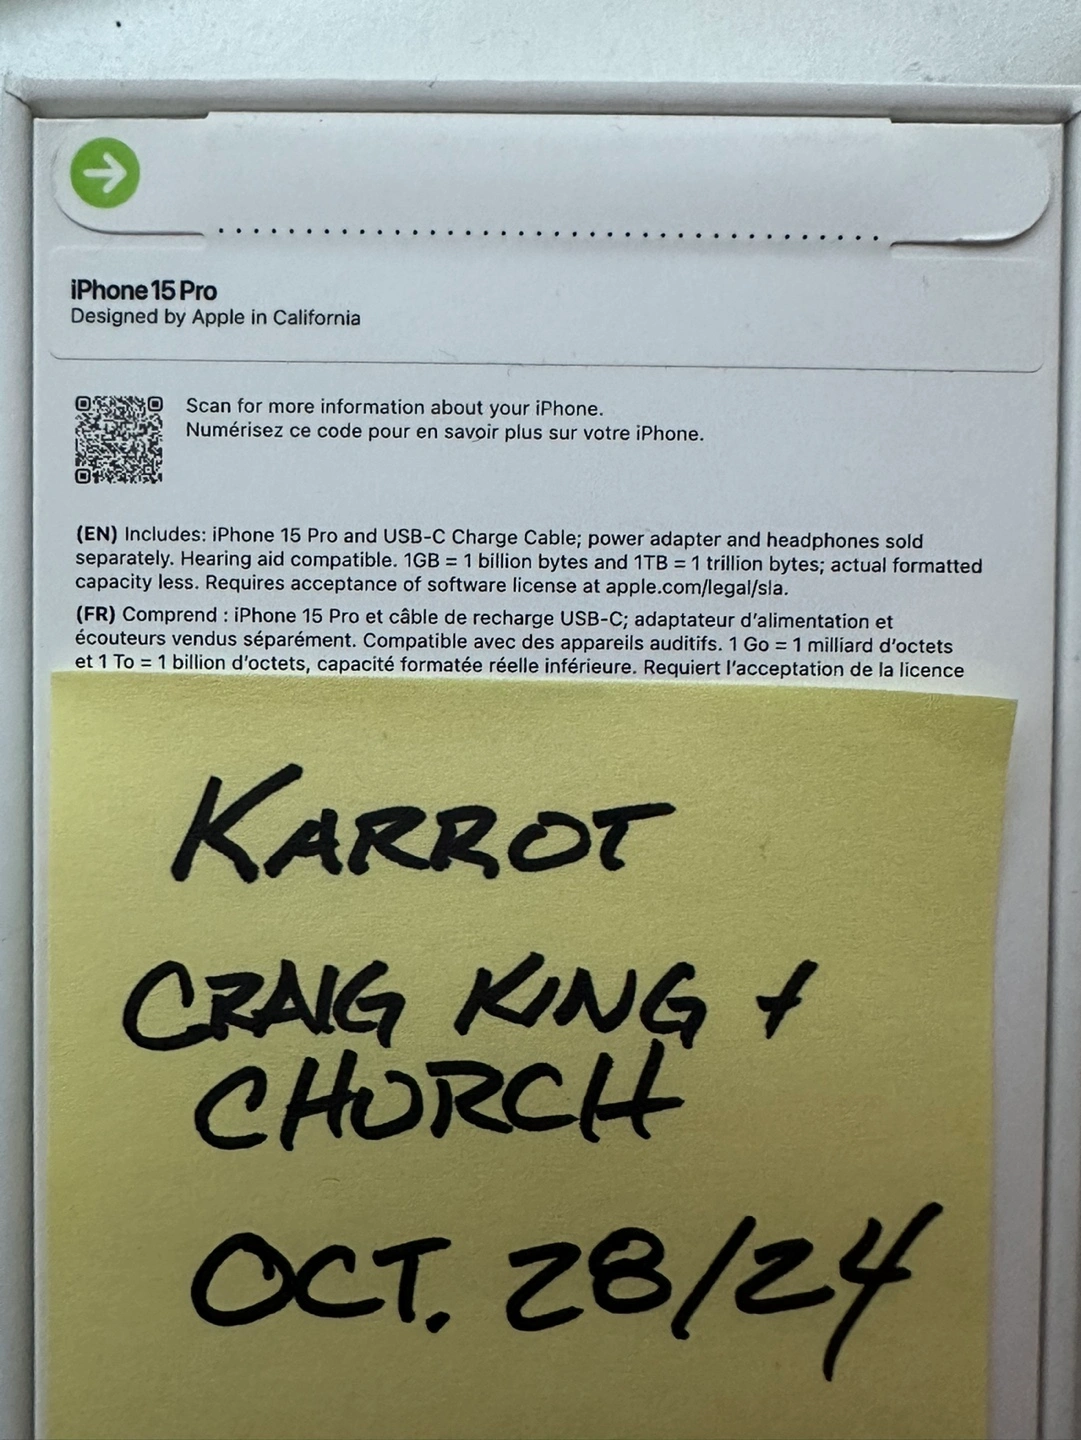 iPhone 15 Pro
Designed by Apple in California
Scan for more information about your iPhone.
Numérisez ce code pour en savoir plus sur votre iPhone.
(EN) Includes: iPhone 15 Pro and USB-C Charge Cable; power adapter and headphones sold
separately. Hearing aid compatible. 1GB = 1 billion bytes and 1TB = 1 trillion bytes; actual formatted
capacity less. Requires acceptance of software license at apple.com/legal/sla.
(FR) Comprend : iPhone 15 Pro et câble de recharge USB-C; adaptateur d'alimentation et
écouteurs vendus séparément. Compatible avec des appareils auditifs. 1 Go = 1 milliard d'octets
et 1 To = 1 billion d'octets, capacité formatée réelle inférieure. Requiert l'acceptation de la licence
KARROT
CRAIG KING +
CHURCH
OCT. 28/24